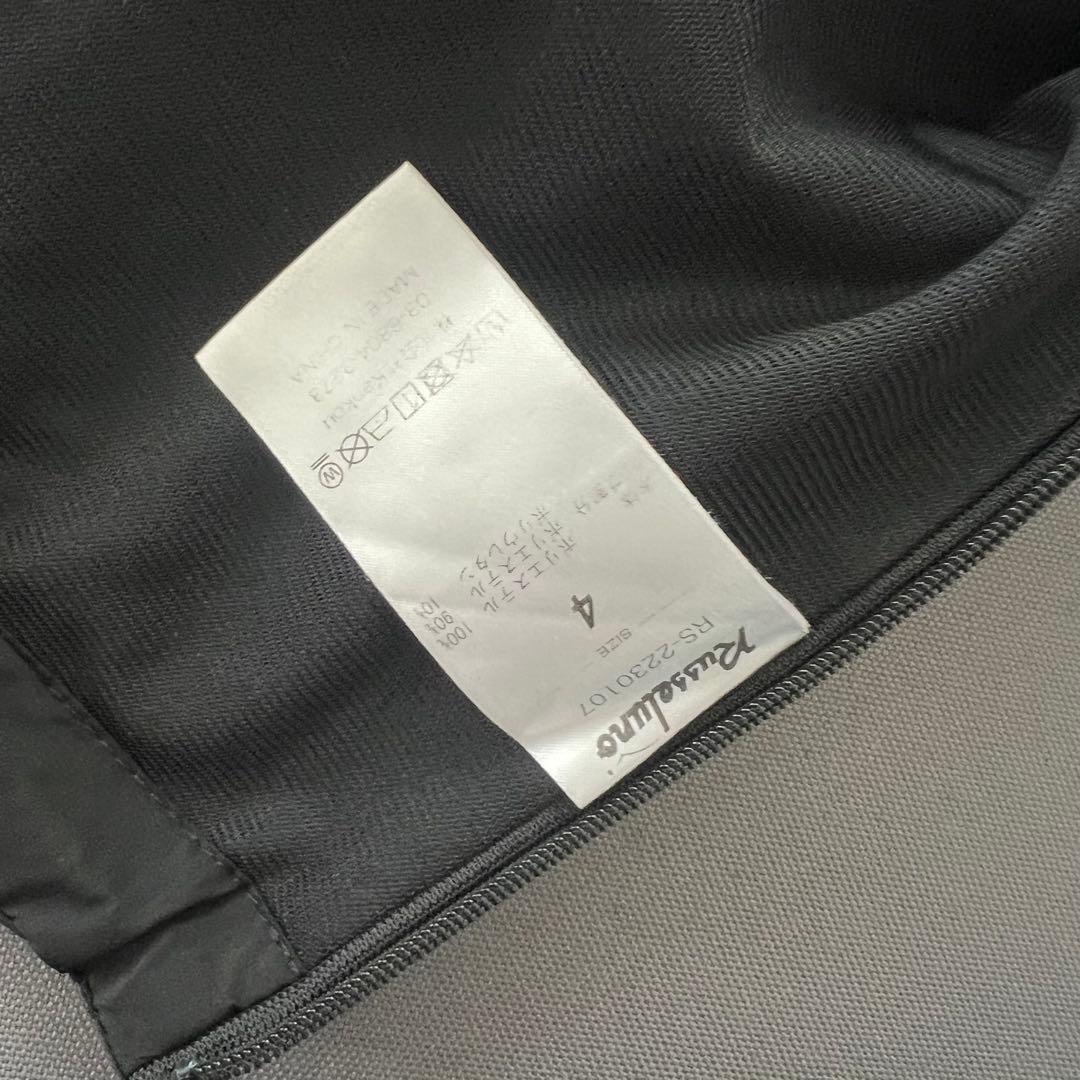 Russeluno
RS-2230107
SIZE
4
ポリエステル 100%
ポリエステル 90%
ポリウレタン 10%
W
MADE IN CHINA